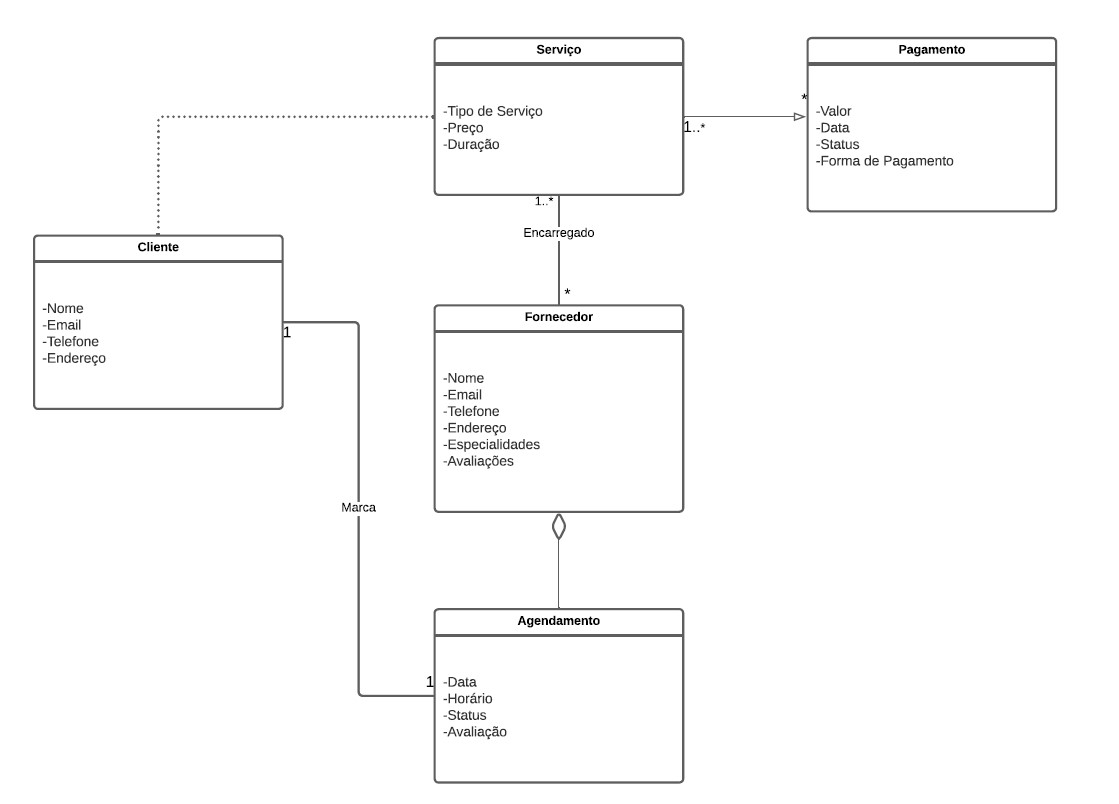 Serviço
-Tipo de Serviço
-Preço
-Duração
Pagamento
-Valor
-Data
-Status
-Forma de Pagamento
*
1..*
1..*
Encarregado
*
Cliente
-Nome
-Email
-Telefone
-Endereço
1
Fornecedor
-Nome
-Email
-Telefone
-Endereço
-Especialidades
-Avaliações
Marca
1
Agendamento
-Data
-Horário
-Status
-Avaliação